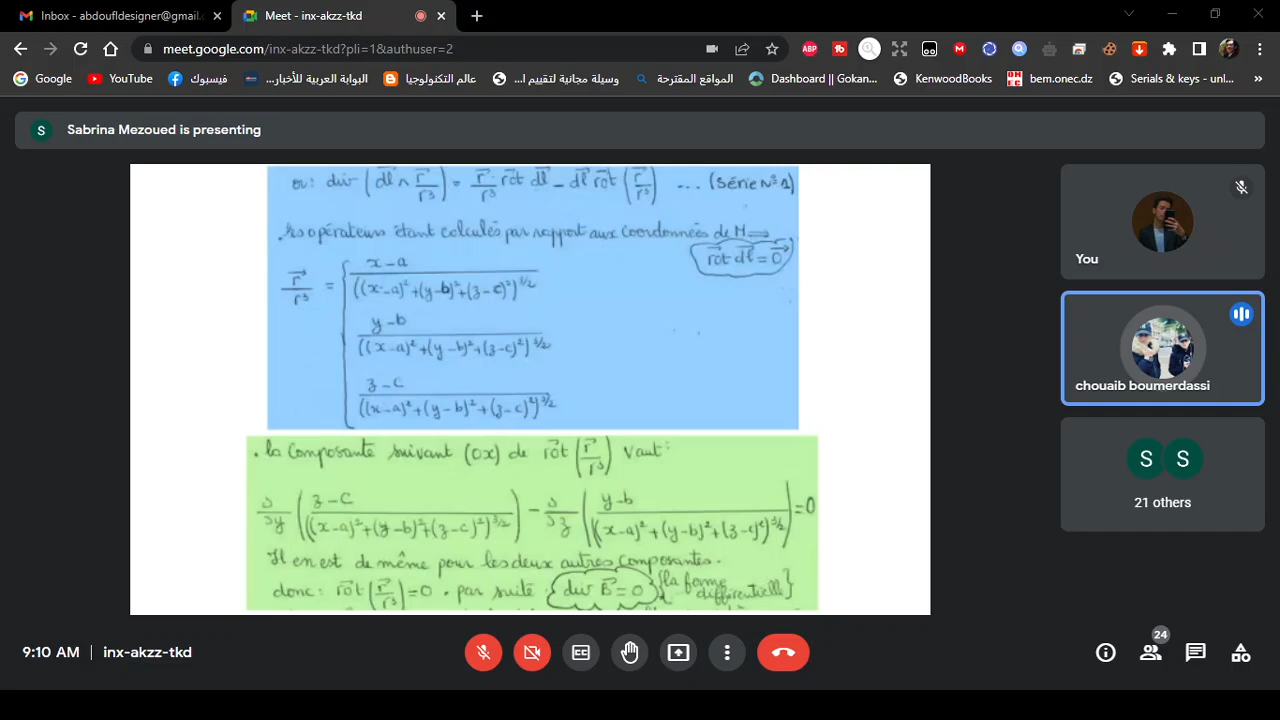 Inbox - abdoufldesigner@gmail.c
Meet - inx-akzz-tkd
meet.google.com/inx-akzz-tkd?pli=1&authuser=2
Google
YouTube
فيسبوك
البوابة العربية للأخبار...
عالم التكنولوجيا
وسيلة مجانية لتقييم ا...
المواقع المقترحة
Dashboard || Gokan...
KenwoodBooks
bem.onec.dz
Serials & keys - unl...
»
S Sabrina Mezoued is presenting
or: div (dl⃗ ∧ r⃗/r³) = r⃗/r³ rot⃗ dl⃗ - dl⃗ rot⃗ (r⃗/r³) ... (Série N°1)
. les opérateurs étant calculés par rapport aux coordonnées de M ⟹
rot⃗ dl⃗ = 0⃗
r⃗/r³ = { (x-a)/((x-a)²+(y-b)²+(z-c)²)^3/2
(y-b)/((x-a)²+(y-b)²+(z-c)²)^3/2
(z-c)/((x-a)²+(y-b)²+(z-c)²)^3/2
. la composante suivant (Ox) de rot⃗ (r⃗/r³) vaut:
∂/∂y ((z-c)/((x-a)²+(y-b)²+(z-c)²)^3/2) - ∂/∂z ((y-b)/((x-a)²+(y-b)²+(z-c)²)^3/2) = 0
Il en est de même pour les deux autres composantes.
donc: rot⃗ (r⃗/r³) = 0 . par suite div B⃗ = 0 {la forme différentielle}
You
chouaib boumerdassi
S S
21 others
9:10 AM | inx-akzz-tkd
24